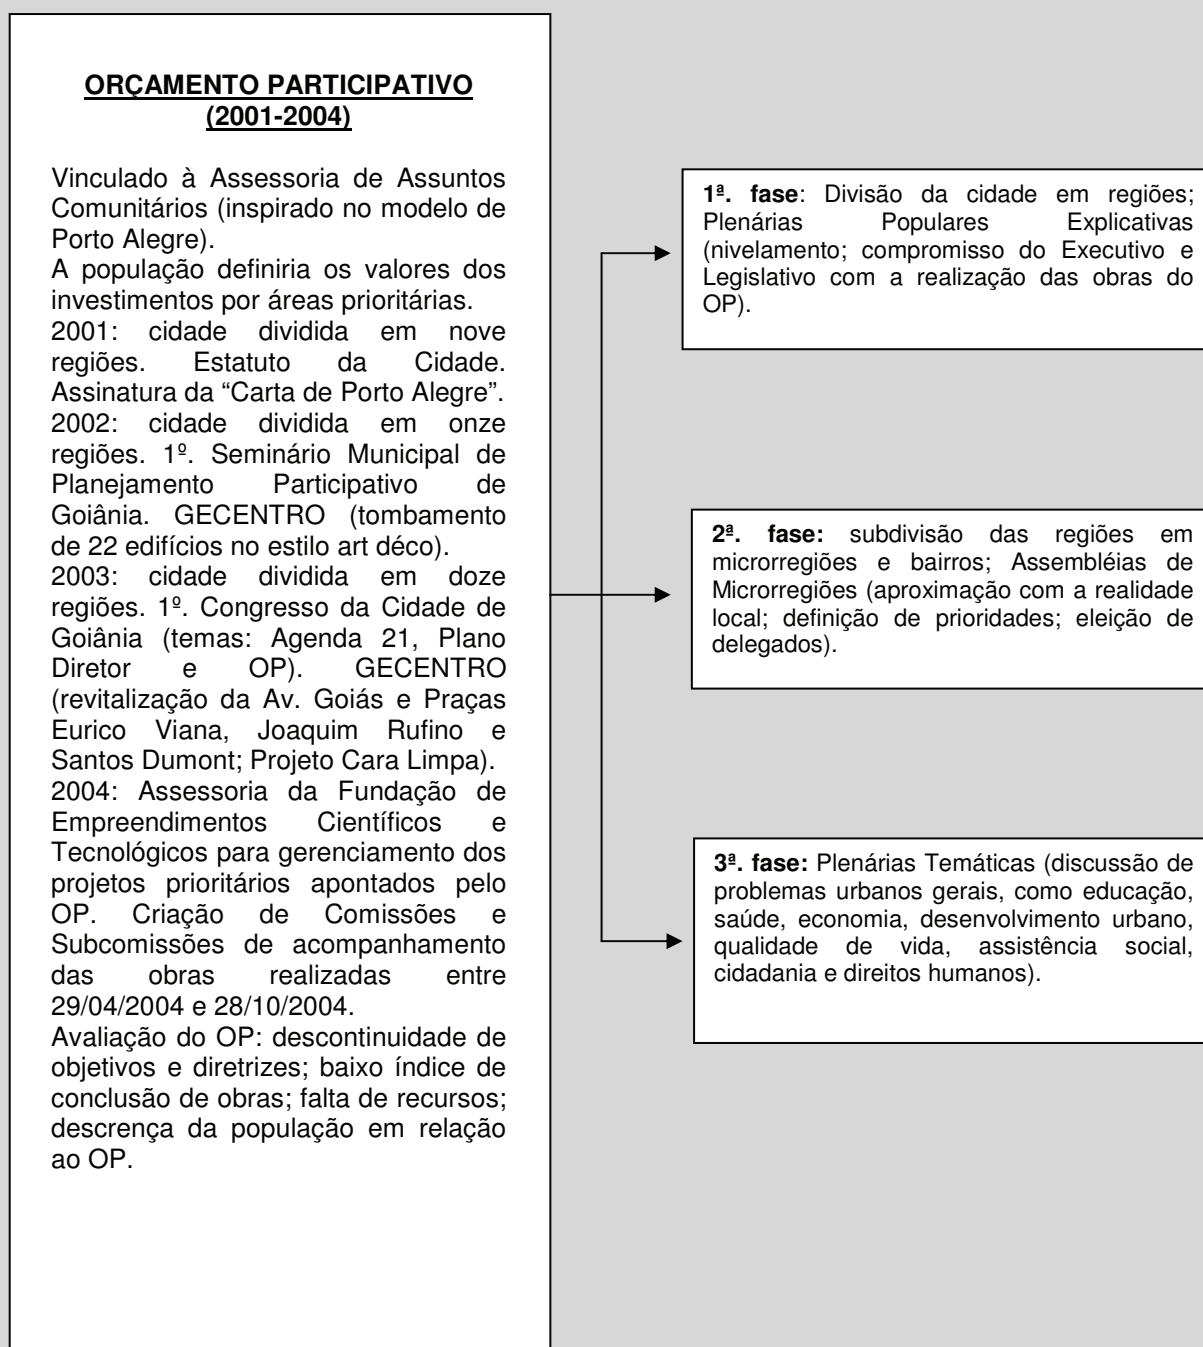 ORÇAMENTO PARTICIPATIVO
(2001-2004)
Vinculado à Assessoria de Assuntos
Comunitários (inspirado no modelo de
Porto Alegre).
A população definiria os valores dos
investimentos por áreas prioritárias.
2001: cidade dividida em nove
regiões. Estatuto da Cidade.
Assinatura da “Carta de Porto Alegre”.
2002: cidade dividida em onze
regiões. 1º. Seminário Municipal de
Planejamento Participativo de
Goiânia. GECENTRO (tombamento
de 22 edifícios no estilo art déco).
2003: cidade dividida em doze
regiões. 1º. Congresso da Cidade de
Goiânia (temas: Agenda 21, Plano
Diretor e OP). GECENTRO
(revitalização da Av. Goiás e Praças
Eurico Viana, Joaquim Rufino e
Santos Dumont; Projeto Cara Limpa).
2004: Assessoria da Fundação de
Empreendimentos Científicos e
Tecnológicos para gerenciamento dos
projetos prioritários apontados pelo
OP. Criação de Comissões e
Subcomissões de acompanhamento
das obras realizadas entre
29/04/2004 e 28/10/2004.
Avaliação do OP: descontinuidade de
objetivos e diretrizes; baixo índice de
conclusão de obras; falta de recursos;
descrença da população em relação
ao OP.
1ª. fase: Divisão da cidade em regiões;
Plenárias Populares Explicativas
(nivelamento; compromisso do Executivo e
Legislativo com a realização das obras do
OP).
2ª. fase: subdivisão das regiões em
microrregiões e bairros; Assembléias de
Microrregiões (aproximação com a realidade
local; definição de prioridades; eleição de
delegados).
3ª. fase: Plenárias Temáticas (discussão de
problemas urbanos gerais, como educação,
saúde, economia, desenvolvimento urbano,
qualidade de vida, assistência social,
cidadania e direitos humanos).